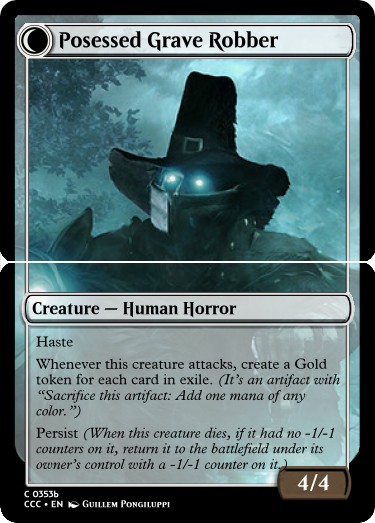 Posessed Grave Robber
Creature — Human Horror
Haste
Whenever this creature attacks, create a Gold
token for each card in exile. (It's an artifact with
“Sacrifice this artifact: Add one mana of any
color.”)
Persist (When this creature dies, if it had no -1/-1
counters on it, return it to the battlefield under its
owner's control with a -1/-1 counter on it.)
4/4
C 0353b
CCC • EN Guillem Pongiluppi